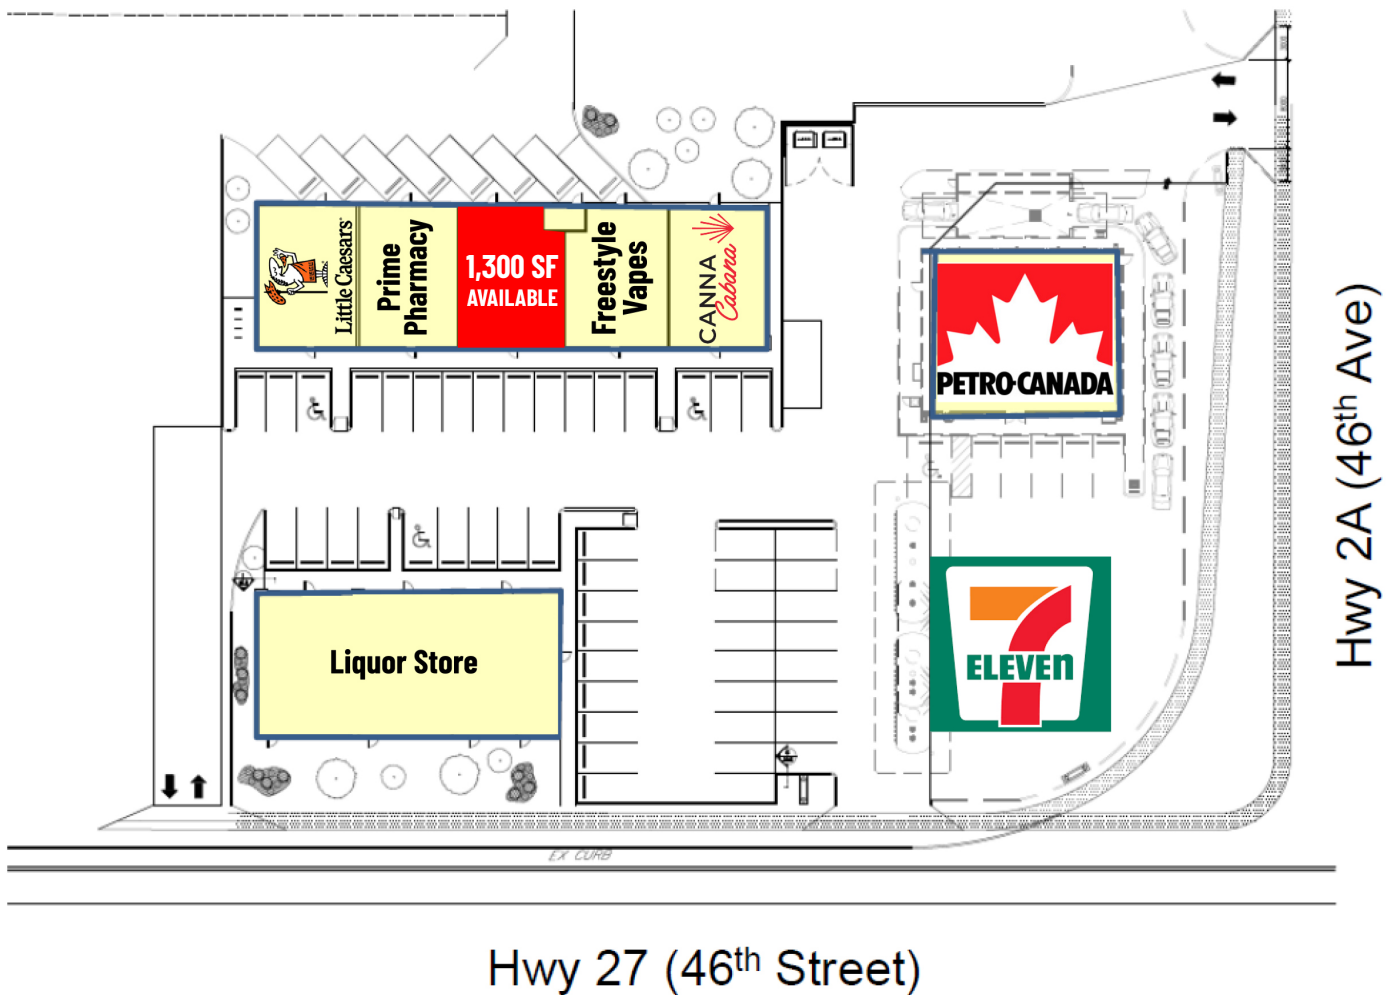 Little Caesars
Prime
Pharmacy
1,300 SF
AVAILABLE
Freestyle
Vapes
CANNA
Cabana
PETRO-CANADA
Hwy 2A (46th Ave)
7
ELEVEn
Liquor Store
EX CURB
Hwy 27 (46th Street)